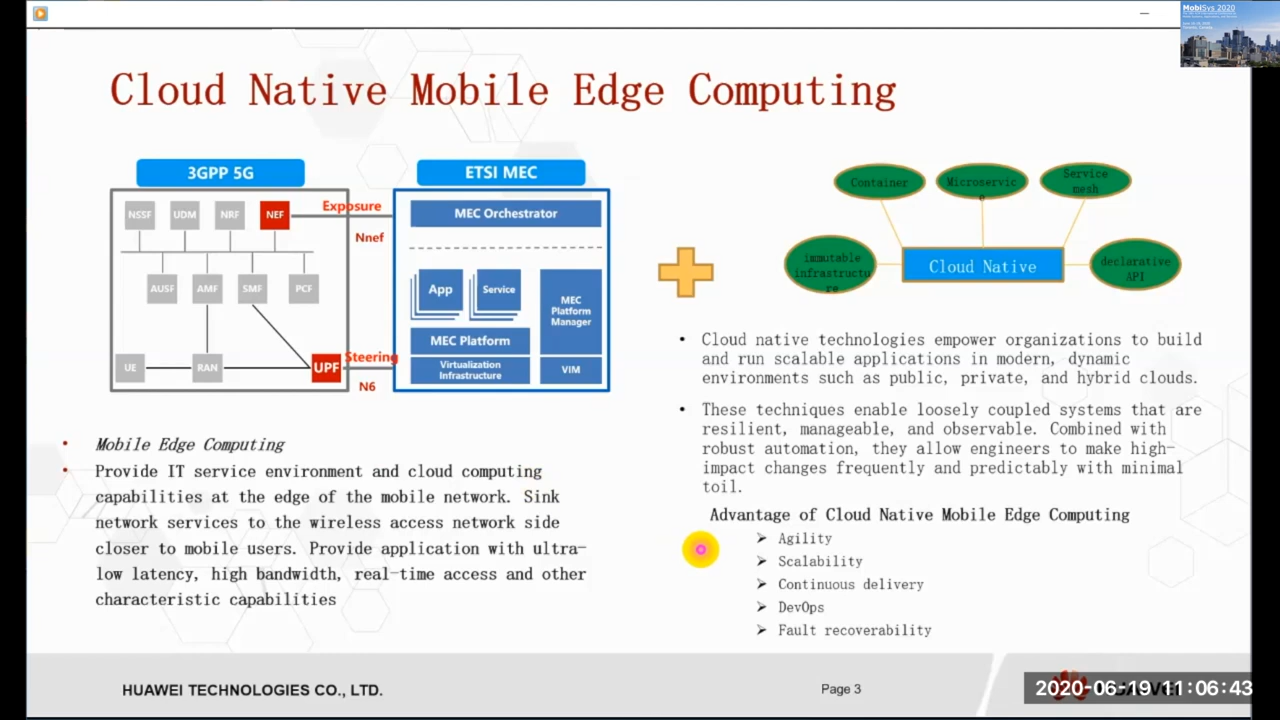 MobiSys 2020
Cloud Native Mobile Edge Computing
3GPP 5G
NSSF
UDM
NRF
NEF
AUSF
AMF
SMF
PCF
UE
RAN
UPF
Exposure
Nnef
Steering
N6
ETSI MEC
MEC Orchestrator
App
Service
MEC
Platform
Manager
MEC Platform
Virtualization
Infrastructure
VIM
Container
Microservic
e
Service
mesh
immutable
infrastructu
re
Cloud Native
declarative
API
• Mobile Edge Computing
• Provide IT service environment and cloud computing
capabilities at the edge of the mobile network. Sink
network services to the wireless access network side
closer to mobile users. Provide application with ultra-
low latency, high bandwidth, real-time access and other
characteristic capabilities
• Cloud native technologies empower organizations to build
and run scalable applications in modern, dynamic
environments such as public, private, and hybrid clouds.
• These techniques enable loosely coupled systems that are
resilient, manageable, and observable. Combined with
robust automation, they allow engineers to make high-
impact changes frequently and predictably with minimal
toil.
Advantage of Cloud Native Mobile Edge Computing
➢ Agility
➢ Scalability
➢ Continuous delivery
➢ DevOps
➢ Fault recoverability
HUAWEI TECHNOLOGIES CO., LTD.
Page 3
2020-06-19 11:06:43